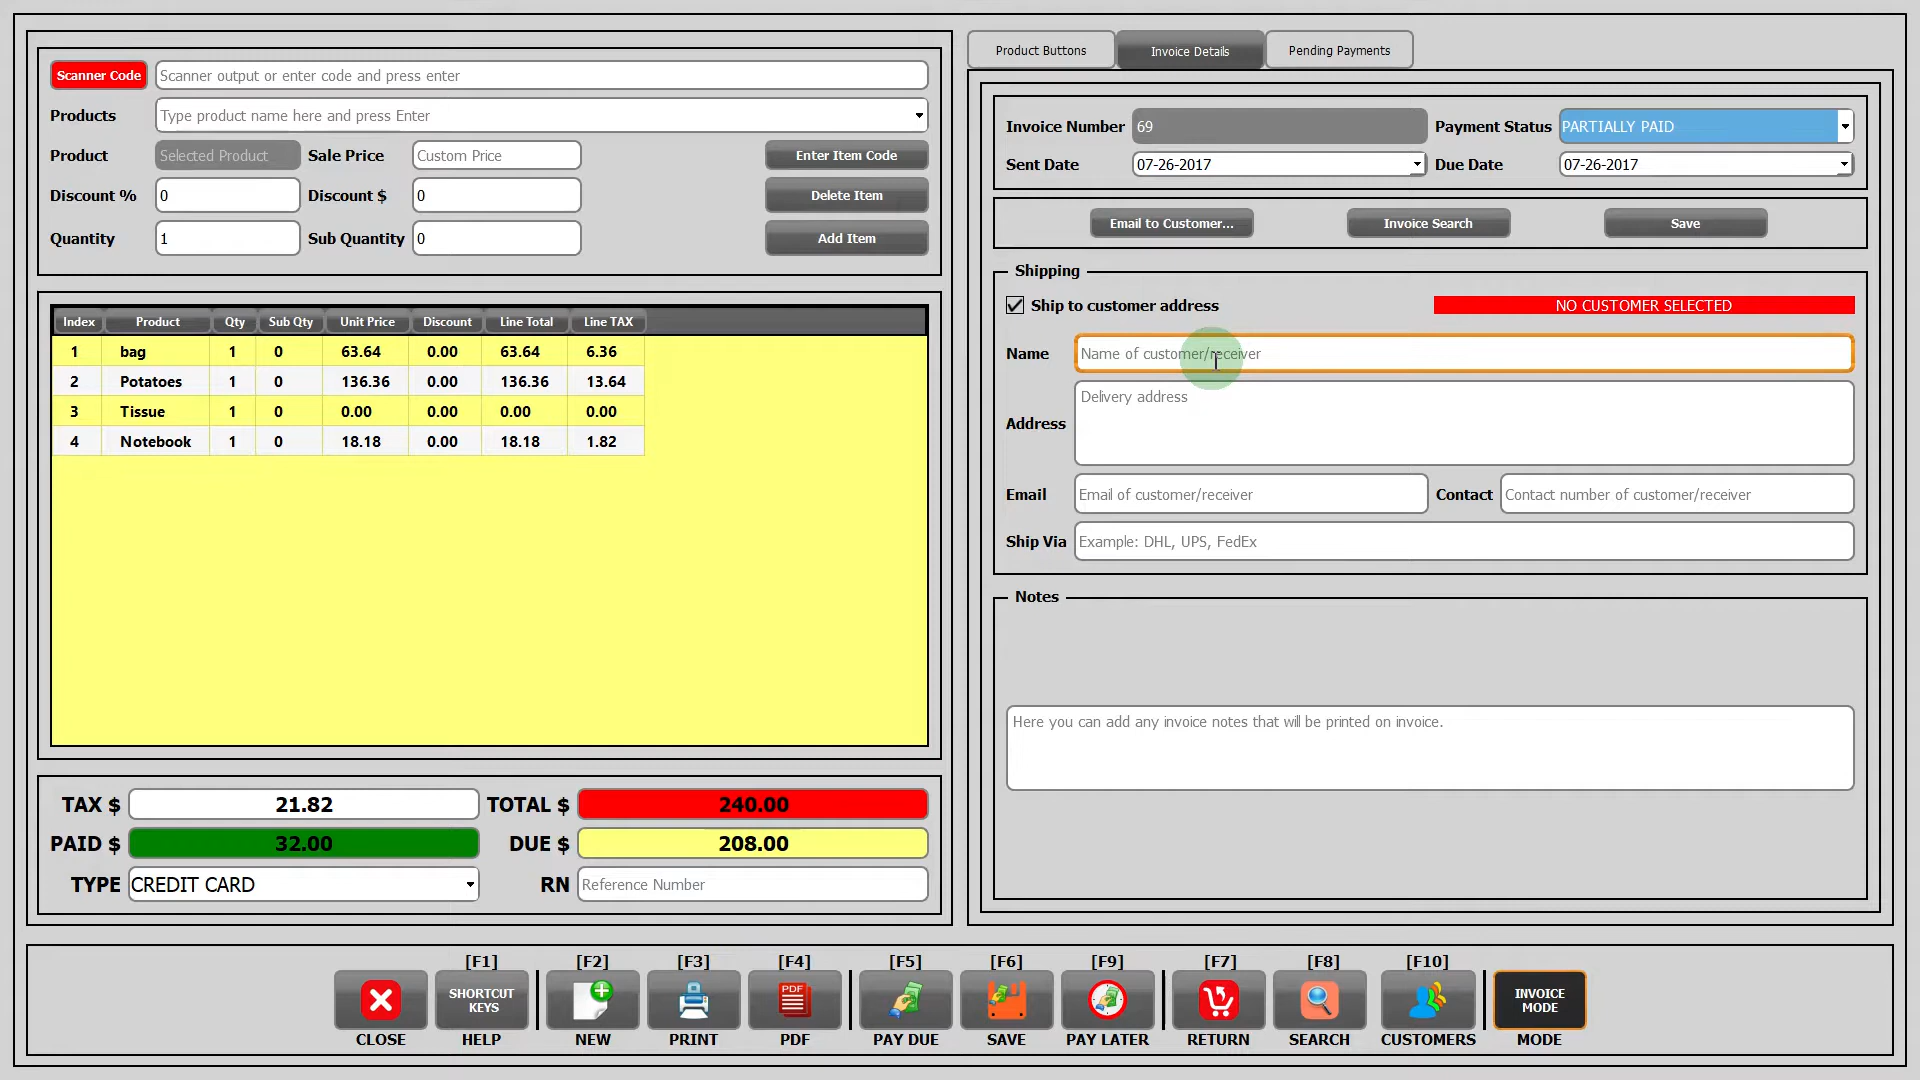 Scanner Code Scanner output or enter code and press enter
Products Type product name here and press Enter
Product Selected Product Sale Price Custom Price Enter Item Code
Discount % 0 Discount $ 0 Delete Item
Quantity 1 Sub Quantity 0 Add Item
Index Product Qty Sub Qty Unit Price Discount Line Total Line TAX
1 bag 1 0 63.64 0.00 63.64 6.36
2 Potatoes 1 0 136.36 0.00 136.36 13.64
3 Tissue 1 0 0.00 0.00 0.00 0.00
4 Notebook 1 0 18.18 0.00 18.18 1.82
TAX $ 21.82 TOTAL $ 240.00
PAID $ 32.00 DUE $ 208.00
TYPE CREDIT CARD RN Reference Number
Product Buttons Invoice Details Pending Payments
Invoice Number 69 Payment Status PARTIALLY PAID
Sent Date 07-26-2017 Due Date 07-26-2017
Email to Customer... Invoice Search Save
Shipping
Ship to customer address NO CUSTOMER SELECTED
Name Name of customer/receiver
Address Delivery address
Email Email of customer/receiver Contact Contact number of customer/receiver
Ship Via Example: DHL, UPS, FedEx
Notes
Here you can add any invoice notes that will be printed on invoice.
[F1] [F2] [F3] [F4] [F5] [F6] [F9] [F7] [F8] [F10]
SHORTCUT KEYS PDF INVOICE MODE
CLOSE HELP NEW PRINT PDF PAY DUE SAVE PAY LATER RETURN SEARCH CUSTOMERS MODE